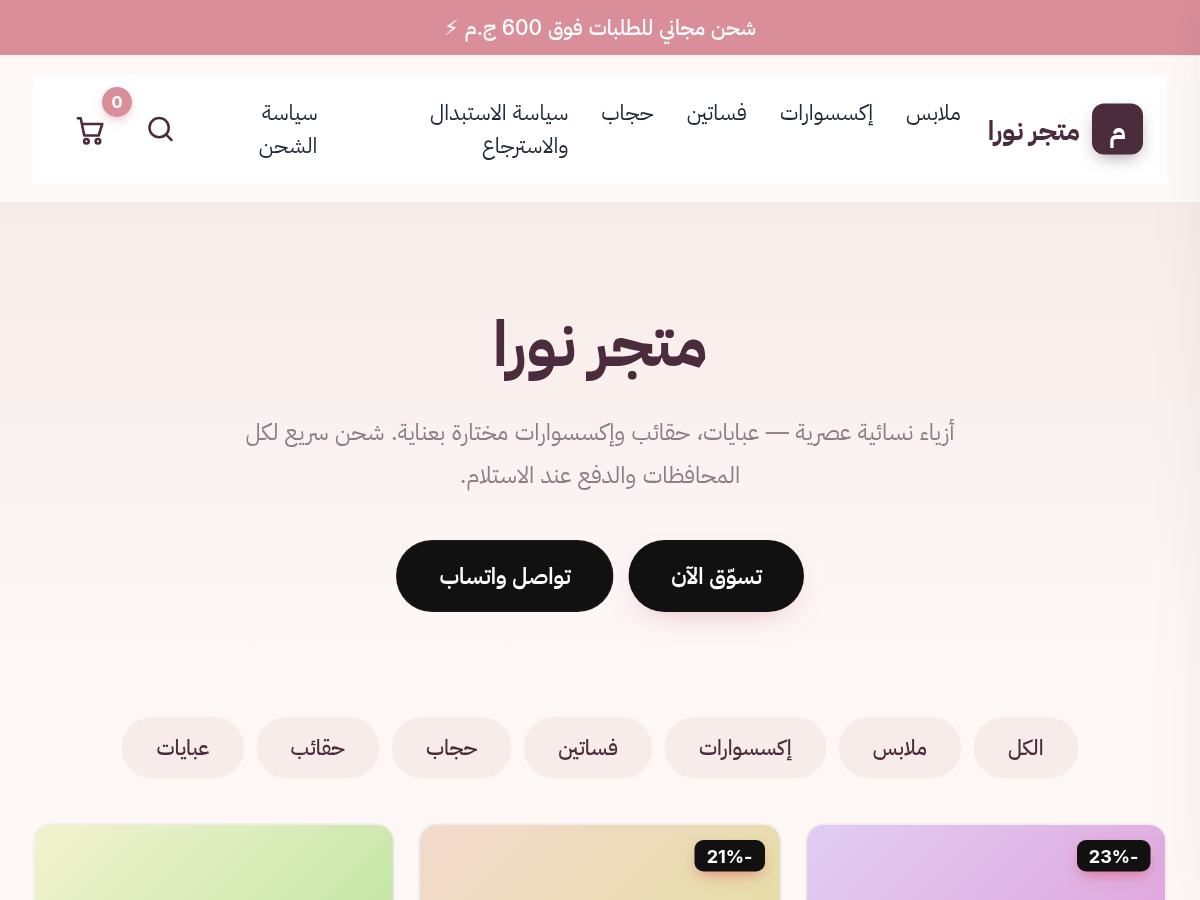 شحن مجاني للطلبات فوق 600 ج.م ⚡
م
متجر نورا
ملابس
إكسسوارات
فساتين
حجاب
سياسة الاستبدال
والاسترجاع
سياسة
الشحن
0
متجر نورا
أزياء نسائية عصرية — عبايات، حقائب وإكسسوارات مختارة بعناية. شحن سريع لكل
المحافظات والدفع عند الاستلام.
تسوّق الآن
تواصل واتساب
الكل
ملابس
إكسسوارات
فساتين
حجاب
حقائب
عبايات
-23%
-21%